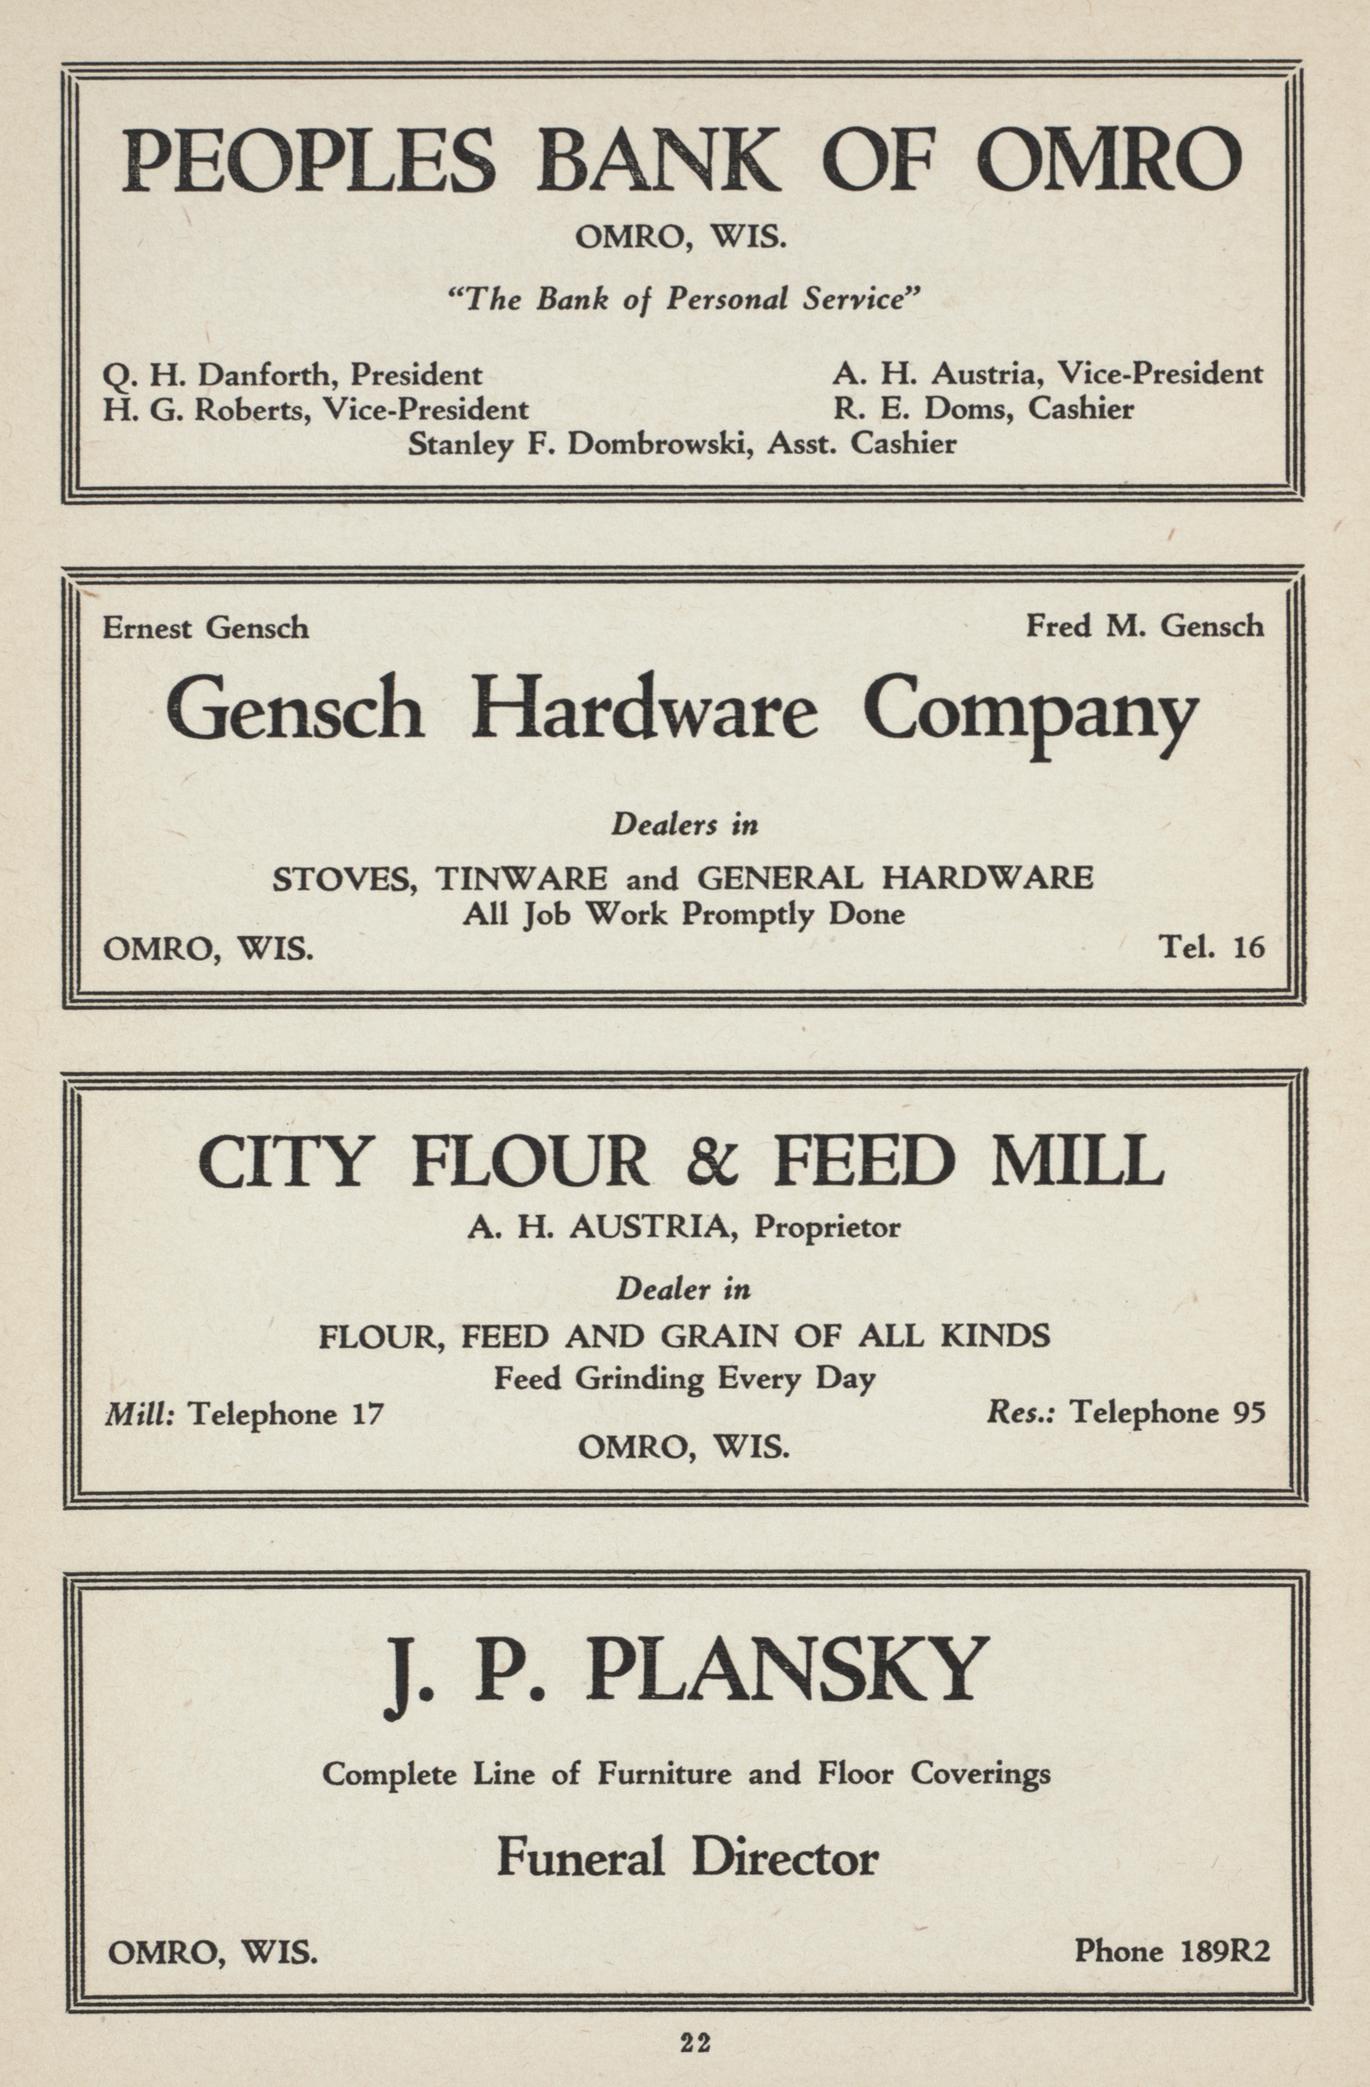 PEOPLES BANK OF OMRO
OMRO, WIS.
“The Bank of Personal Service”
Q. H. Danforth, President A. H. Austria, Vice-President
H. G. Roberts, Vice-President R. E. Doms, Cashier
Stanley F. Dombrowski, Asst. Cashier
Ernest Gensch Fred M. Gensch
Gensch Hardware Company
Dealers in
STOVES, TINWARE and GENERAL HARDWARE
All Job Work Promptly Done
OMRO, WIS. Tel. 16
CITY FLOUR & FEED MILL
A. H. AUSTRIA, Proprietor
Dealer in
FLOUR, FEED AND GRAIN OF ALL KINDS
Feed Grinding Every Day
Mill: Telephone 17 Res.: Telephone 95
OMRO, WIS.
J. P. PLANSKY
Complete Line of Furniture and Floor Coverings
Funeral Director
OMRO, WIS. Phone 189R2
22